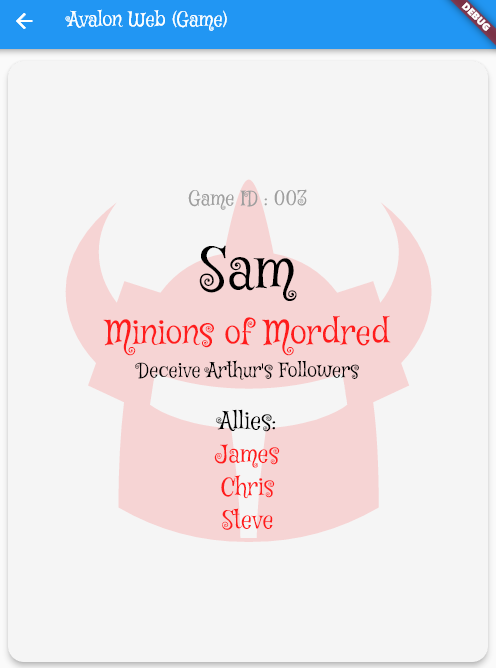 Avalon Web (Game)
DEBUG
Game ID : 003
Sam
Minions of Mordred
Deceive Arthur's Followers
Allies:
James
Chris
Steve